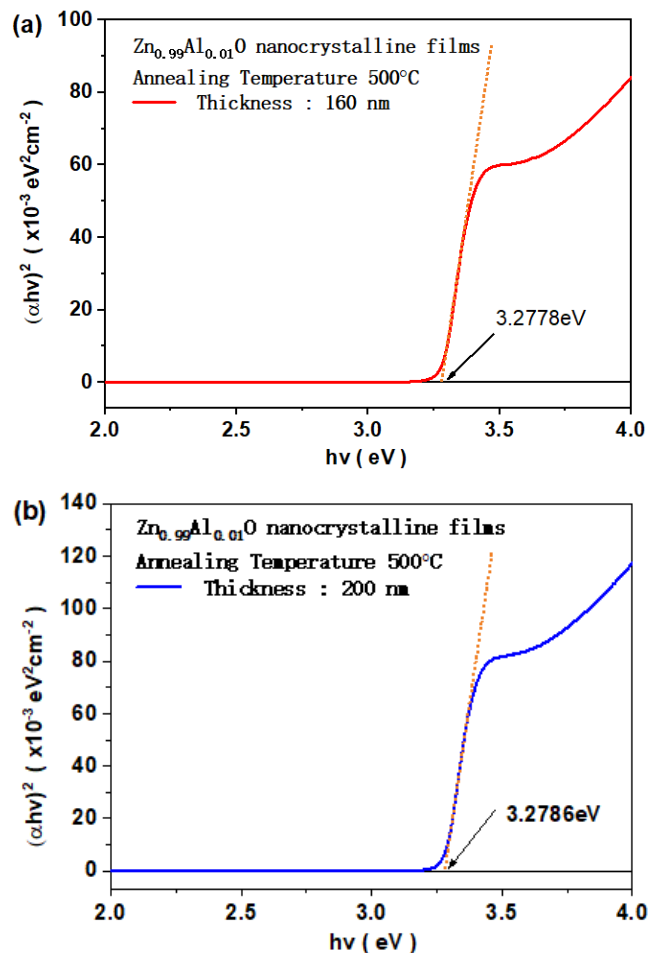 (a)
Zn0.99Al0.01O nanocrystalline films
Annealing Temperature 500°C
Thickness : 160 nm
100
80
60
40
20
0
(αhν)² ( x10⁻³ eV²cm⁻² )
3.2778eV
2.0 2.5 3.0 3.5 4.0
hν ( eV )
(b)
Zn0.99Al0.01O nanocrystalline films
Annealing Temperature 500°C
Thickness : 200 nm
140
120
100
80
60
40
20
0
(αhν)² ( x10⁻³ eV²cm⁻² )
3.2786eV
2.0 2.5 3.0 3.5 4.0
hν ( eV )